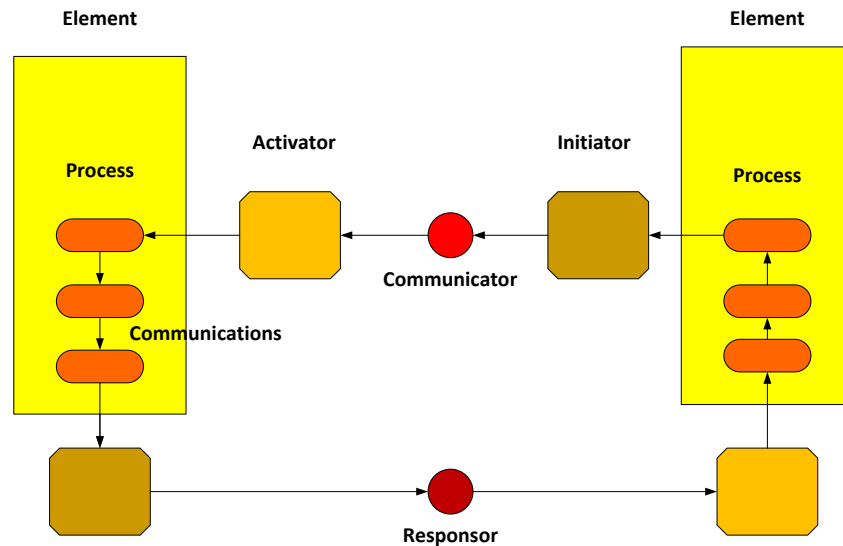 Element
Element
Activator
Initiator
Process
Process
Communicator
Communications
Responsor